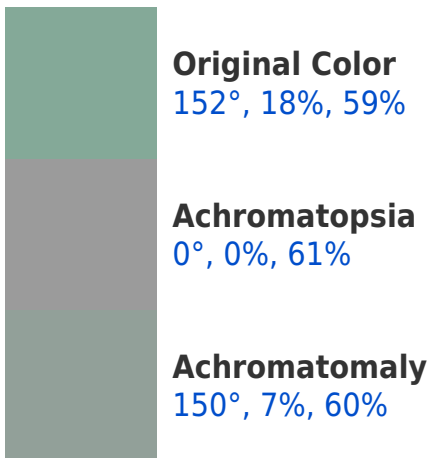 Original Color
152°, 18%, 59%
Achromatopsia
0°, 0%, 61%
Achromatomaly
150°, 7%, 60%